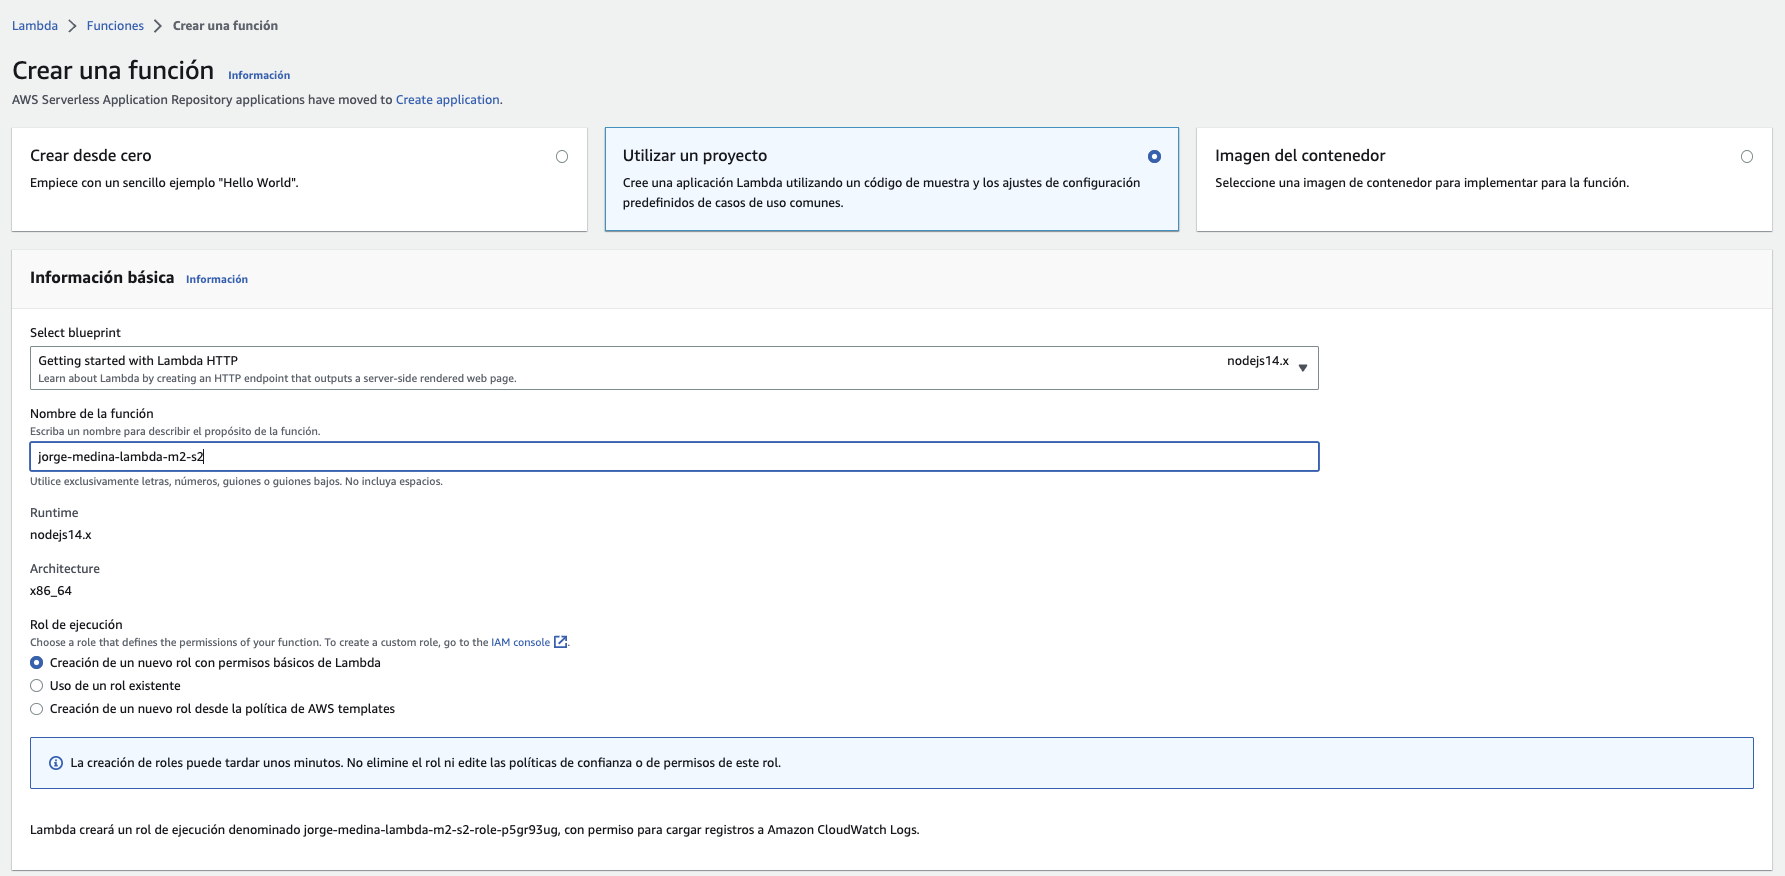 Lambda > Funciones > Crear una función
Crear una función Información
AWS Serverless Application Repository applications have moved to Create application.
Crear desde cero
Empiece con un sencillo ejemplo "Hello World".
Utilizar un proyecto
Cree una aplicación Lambda utilizando un código de muestra y los ajustes de configuración
predefinidos de casos de uso comunes.
Imagen del contenedor
Seleccione una imagen de contenedor para implementar para la función.
Información básica Información
Select blueprint
Getting started with Lambda HTTP nodejs14.x
Learn about Lambda by creating an HTTP endpoint that outputs a server-side rendered web page.
Nombre de la función
Escriba un nombre para describir el propósito de la función.
jorge-medina-lambda-m2-s2
Utilice exclusivamente letras, números, guiones o guiones bajos. No incluya espacios.
Runtime
nodejs14.x
Architecture
x86_64
Rol de ejecución
Choose a role that defines the permissions of your function. To create a custom role, go to the IAM console.
Creación de un nuevo rol con permisos básicos de Lambda
Uso de un rol existente
Creación de un nuevo rol desde la política de AWS templates
La creación de roles puede tardar unos minutos. No elimine el rol ni edite las políticas de confianza o de permisos de este rol.
Lambda creará un rol de ejecución denominado jorge-medina-lambda-m2-s2-role-p5gr93ug, con permiso para cargar registros a Amazon CloudWatch Logs.